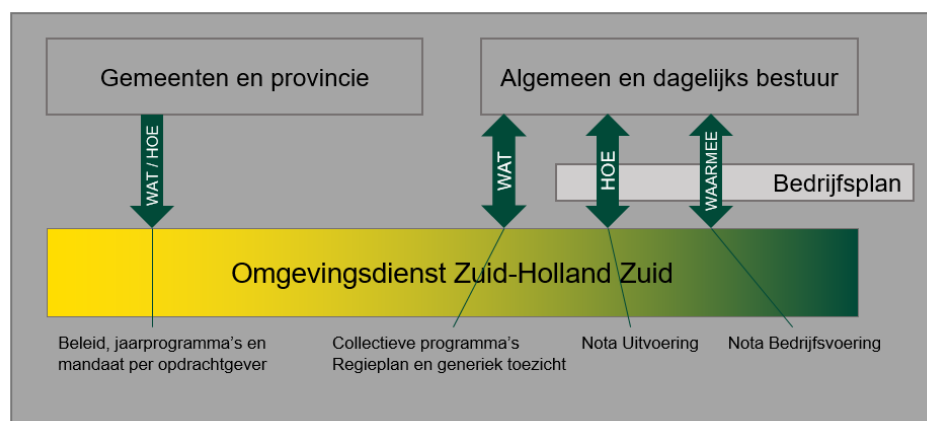 Gemeenten en provincie
Algemeen en dagelijks bestuur
WAT / HOE
WAT
HOE
WAARMEE
Bedrijfsplan
Omgevingsdienst Zuid-Holland Zuid
Beleid, jaarprogramma's en
mandaat per opdrachtgever
Collectieve programma's
Regieplan en generiek toezicht
Nota Uitvoering
Nota Bedrijfsvoering